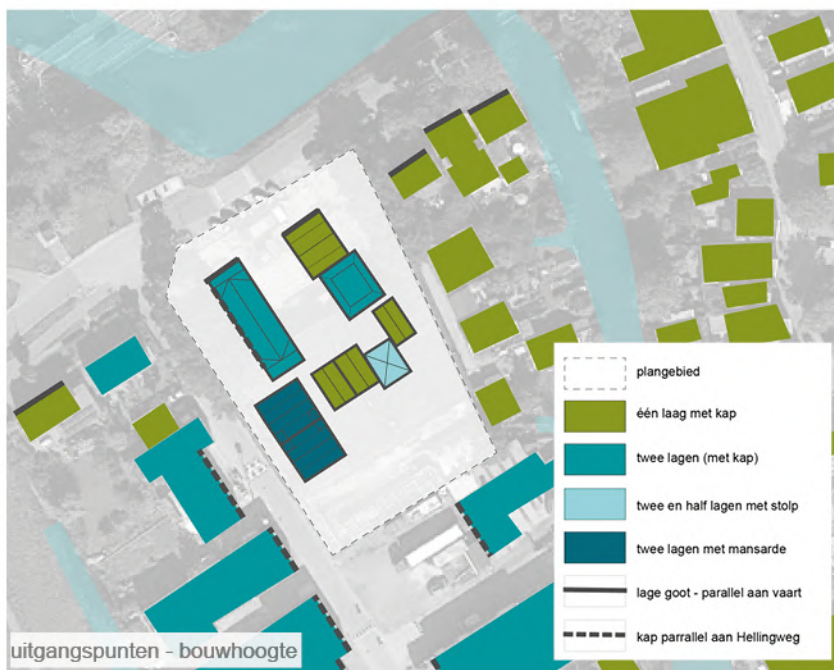 plangebied
één laag met kap
twee lagen (met kap)
twee en half lagen met stolp
twee lagen met mansarde
lage goot - parallel aan vaart
kap parrallel aan Hellingweg
uitgangspunten - bouwhoogte